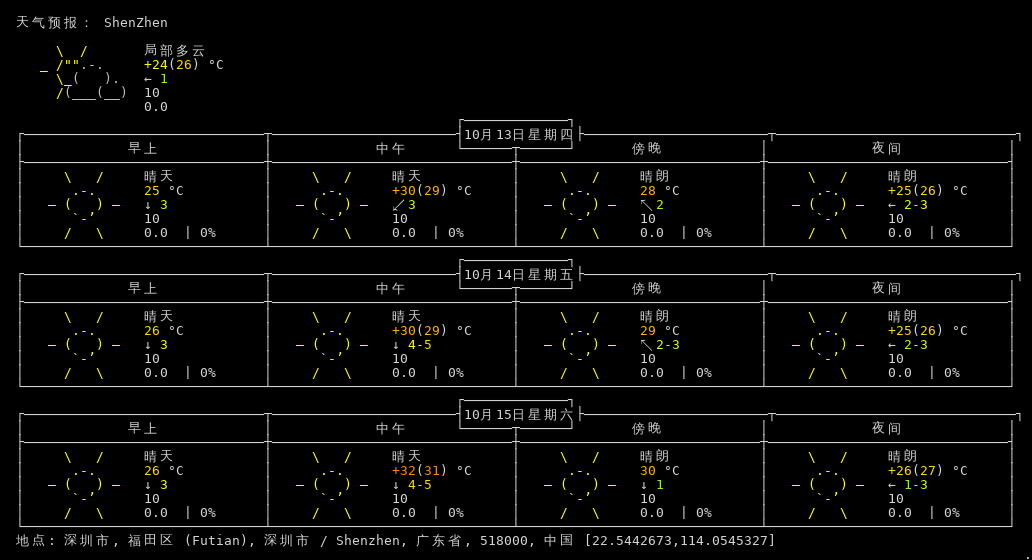 天气预报： ShenZhen
局部多云
+24(26) °C
← 1
10
0.0
10月13日星期四
早上 中午 傍晚 夜间
晴天 晴天 晴朗 晴朗
25 °C +30(29) °C 28 °C +25(26) °C
↓ 3 ↙ 3 ↖ 2 ← 2-3
10 10 10 10
0.0 | 0% 0.0 | 0% 0.0 | 0% 0.0 | 0%
10月14日星期五
早上 中午 傍晚 夜间
晴天 晴天 晴朗 晴朗
26 °C +30(29) °C 29 °C +25(26) °C
↓ 3 ↓ 4-5 ↖ 2-3 ← 2-3
10 10 10 10
0.0 | 0% 0.0 | 0% 0.0 | 0% 0.0 | 0%
10月15日星期六
早上 中午 傍晚 夜间
晴天 晴天 晴朗 晴朗
26 °C +32(31) °C 30 °C +26(27) °C
↓ 3 ↓ 4-5 ↓ 1 ← 1-3
10 10 10 10
0.0 | 0% 0.0 | 0% 0.0 | 0% 0.0 | 0%
地点: 深圳市, 福田区 (Futian), 深圳市 / Shenzhen, 广东省, 518000, 中国 [22.5442673,114.0545327]